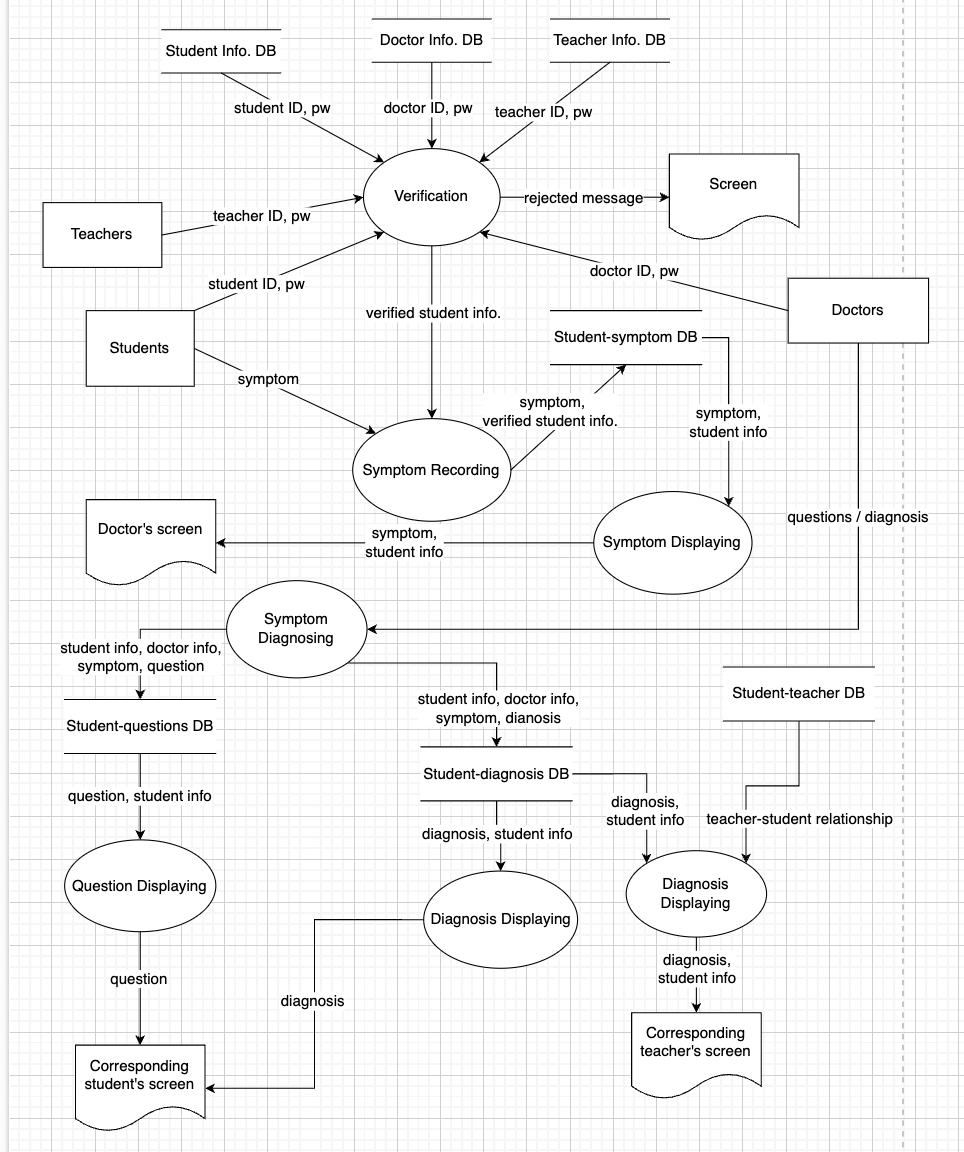 Student Info. DB
Doctor Info. DB
Teacher Info. DB
student ID, pw
doctor ID, pw
teacher ID, pw
Verification
rejected message
Screen
Teachers
teacher ID, pw
student ID, pw
doctor ID, pw
Doctors
Students
verified student info.
Student-symptom DB
symptom
symptom,
verified student info.
symptom,
student info
Symptom Recording
questions / diagnosis
Doctor's screen
symptom,
student info
Symptom Displaying
Symptom
Diagnosing
student info, doctor info,
symptom, question
student info, doctor info,
symptom, dianosis
Student-teacher DB
Student-questions DB
Student-diagnosis DB
question, student info
diagnosis, student info
diagnosis,
student info
teacher-student relationship
Question Displaying
Diagnosis Displaying
Diagnosis
Displaying
question
diagnosis
diagnosis,
student info
Corresponding
student's screen
Corresponding
teacher's screen